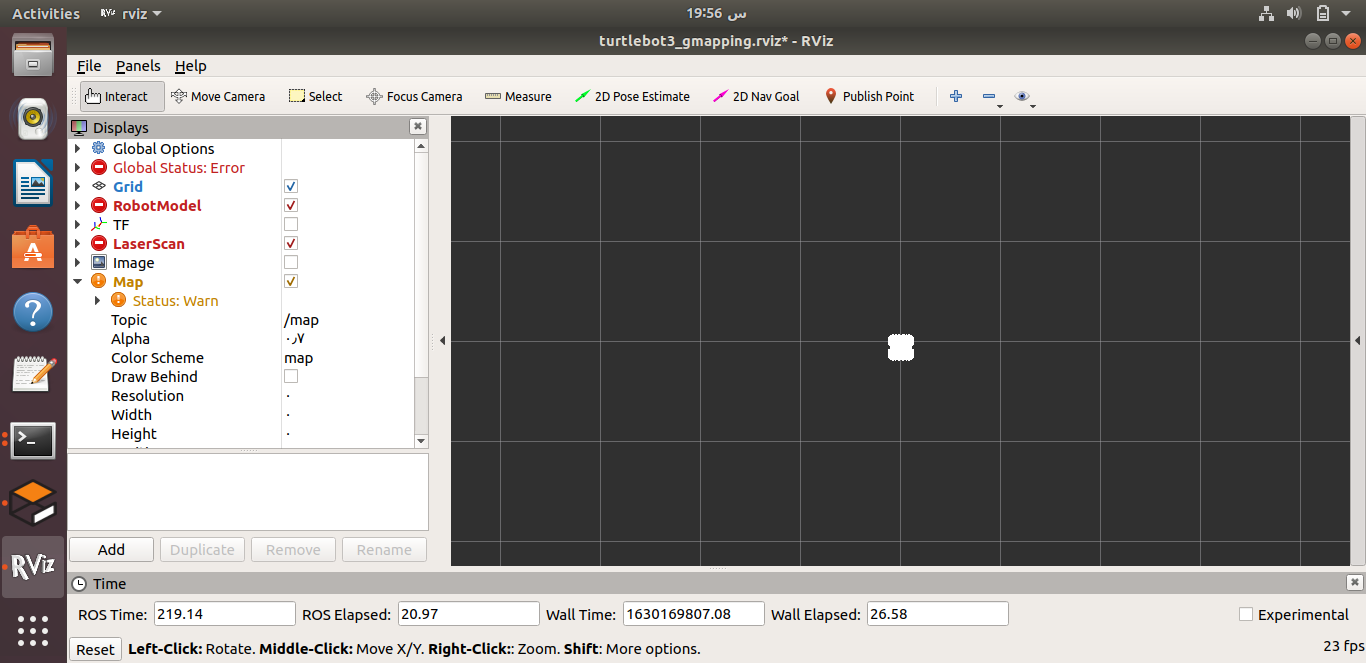 Activities RViz rviz 19:56 س
turtlebot3_gmapping.rviz* - RViz
File Panels Help
Interact Move Camera Select Focus Camera Measure 2D Pose Estimate 2D Nav Goal Publish Point
Displays
Global Options
Global Status: Error
Grid
RobotModel
TF
LaserScan
Image
Map
Status: Warn
Topic /map
Alpha ٠٫٧
Color Scheme map
Draw Behind
Resolution ٠
Width ٠
Height ٠
Add Duplicate Remove Rename
Time
ROS Time: 219.14 ROS Elapsed: 20.97 Wall Time: 1630169807.08 Wall Elapsed: 26.58 Experimental
Reset Left-Click: Rotate. Middle-Click: Move X/Y. Right-Click:: Zoom. Shift: More options. 23 fps
RViz